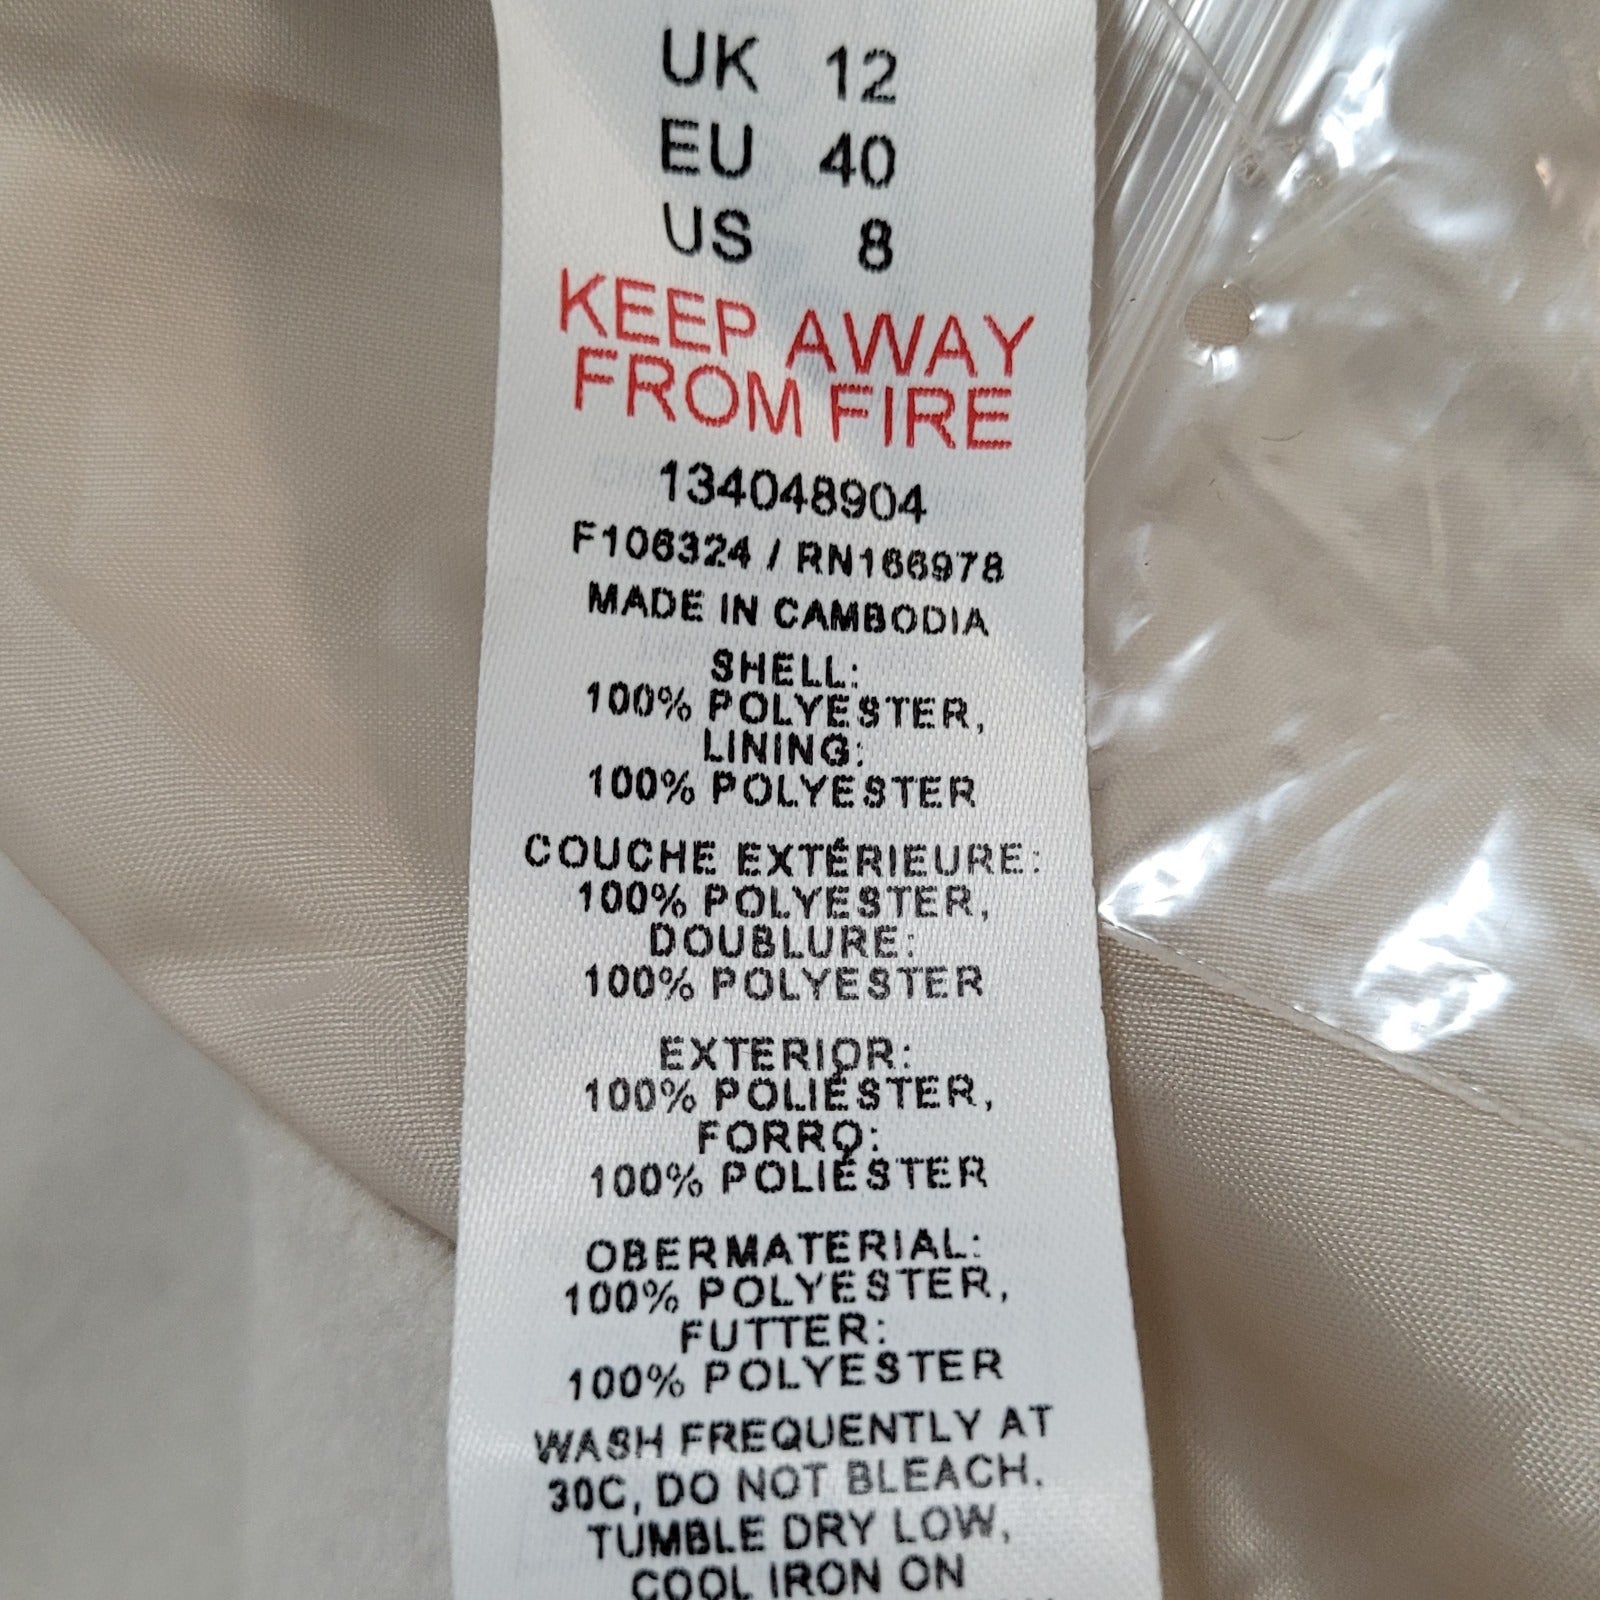 UK 12
EU 40
US 8
KEEP AWAY
FROM FIRE
134048904
F106324 / RN166978
MADE IN CAMBODIA
SHELL:
100% POLYESTER,
LINING:
100% POLYESTER
COUCHE EXTÉRIEURE:
100% POLYESTER,
DOUBLURE:
100% POLYESTER
EXTERIOR:
100% POLIÉSTER,
FORRO:
100% POLIÉSTER
OBERMATERIAL:
100% POLYESTER,
FUTTER:
100% POLYESTER
WASH FREQUENTLY AT
30C, DO NOT BLEACH.
TUMBLE DRY LOW,
COOL IRON ON